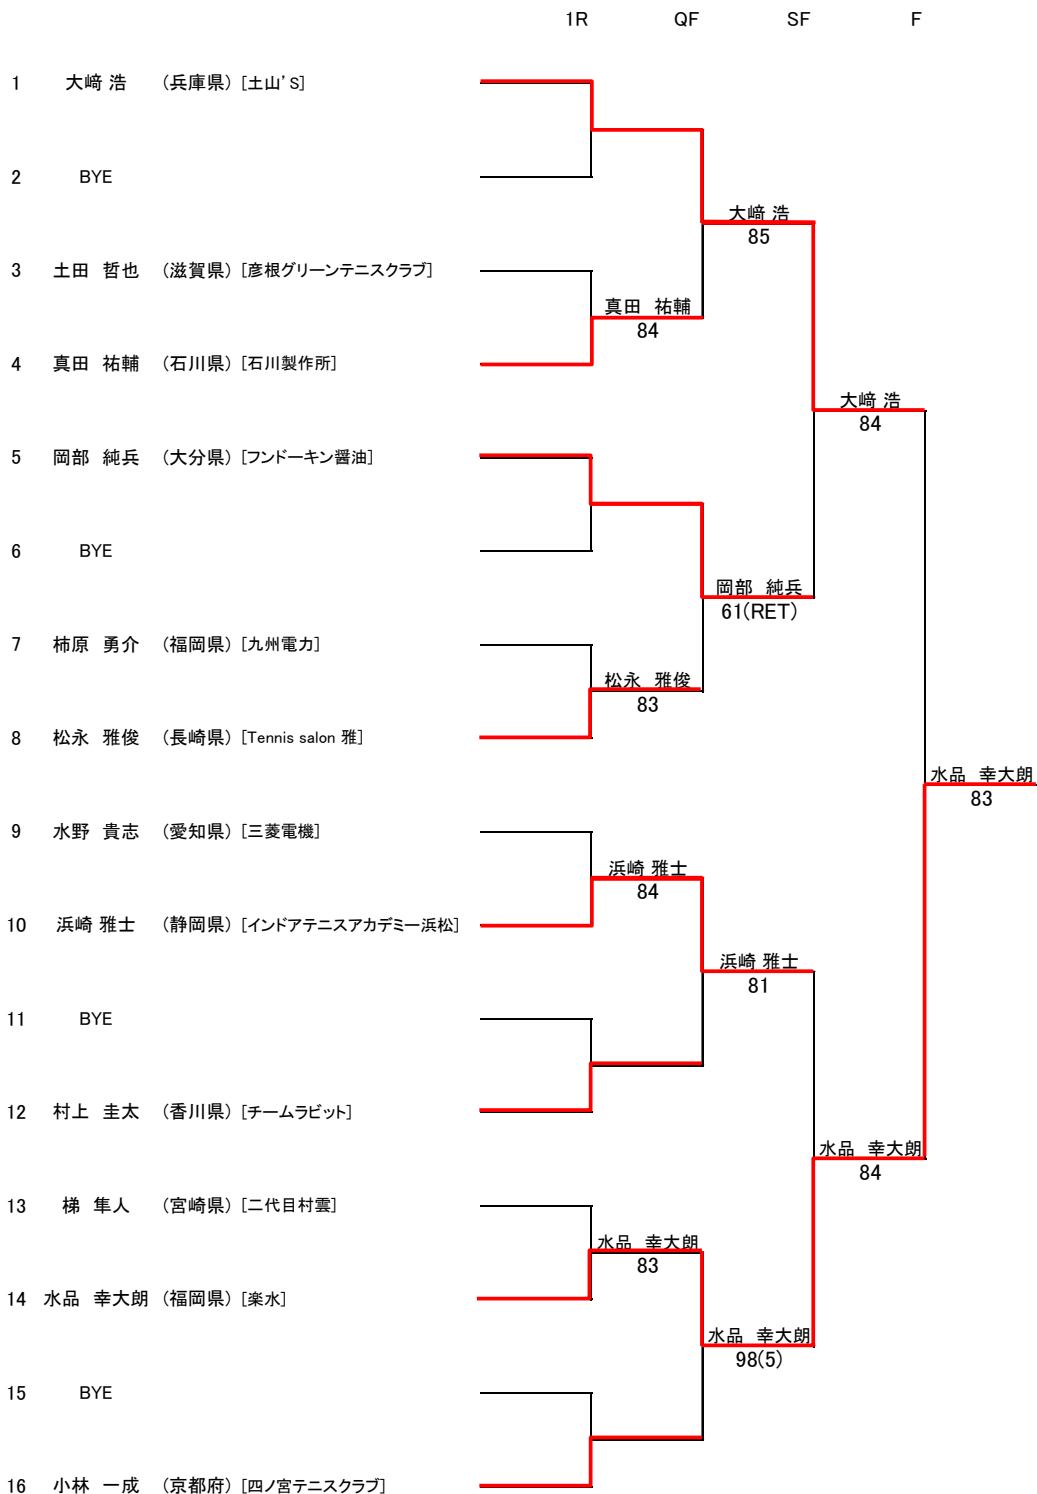 1R QF SF F
1 大﨑 浩 （兵庫県） [土山'S]
2 BYE
大﨑 浩
85
3 土田 哲也 （滋賀県） [彦根グリーンテニスクラブ]
真田 祐輔
84
4 真田 祐輔 （石川県） [石川製作所]
大﨑 浩
84
5 岡部 純兵 （大分県） [フンドーキン醤油]
6 BYE
岡部 純兵
61(RET)
7 柿原 勇介 （福岡県） [九州電力]
松永 雅俊
83
8 松永 雅俊 （長崎県） [Tennis salon 雅]
水品 幸大朗
83
9 水野 貴志 （愛知県） [三菱電機]
浜崎 雅士
84
10 浜崎 雅士 （静岡県） [インドアテニスアカデミー浜松]
浜崎 雅士
81
11 BYE
12 村上 圭太 （香川県） [チームラビット]
水品 幸大朗
84
13 梯 隼人 （宮崎県） [二代目村雲]
水品 幸大朗
83
14 水品 幸大朗 （福岡県） [楽水]
水品 幸大朗
98(5)
15 BYE
16 小林 一成 （京都府） [四ノ宮テニスクラブ]